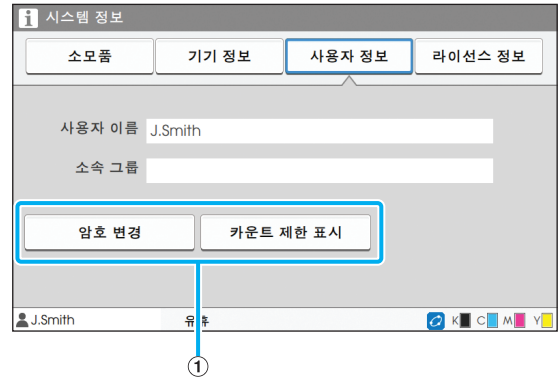 i 시스템 정보
소모품 기기 정보 사용자 정보 라이선스 정보
사용자 이름 J.Smith
소속 그룹
암호 변경 카운트 제한 표시
J.Smith 유휴 K C M Y
①